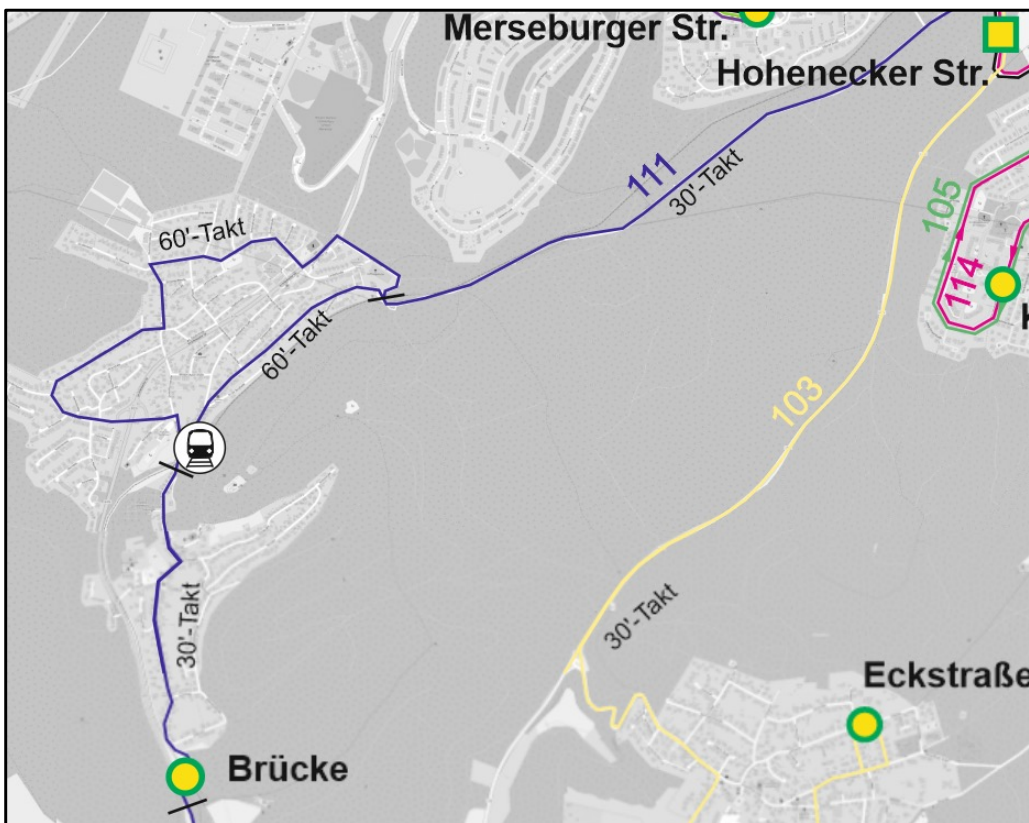 Merseburger Str.
Hohenecker Str.
111
30'-Takt
105
60'-Takt
114
60'-Takt
103
30'-Takt
30'-Takt
Eckstraße
Brücke